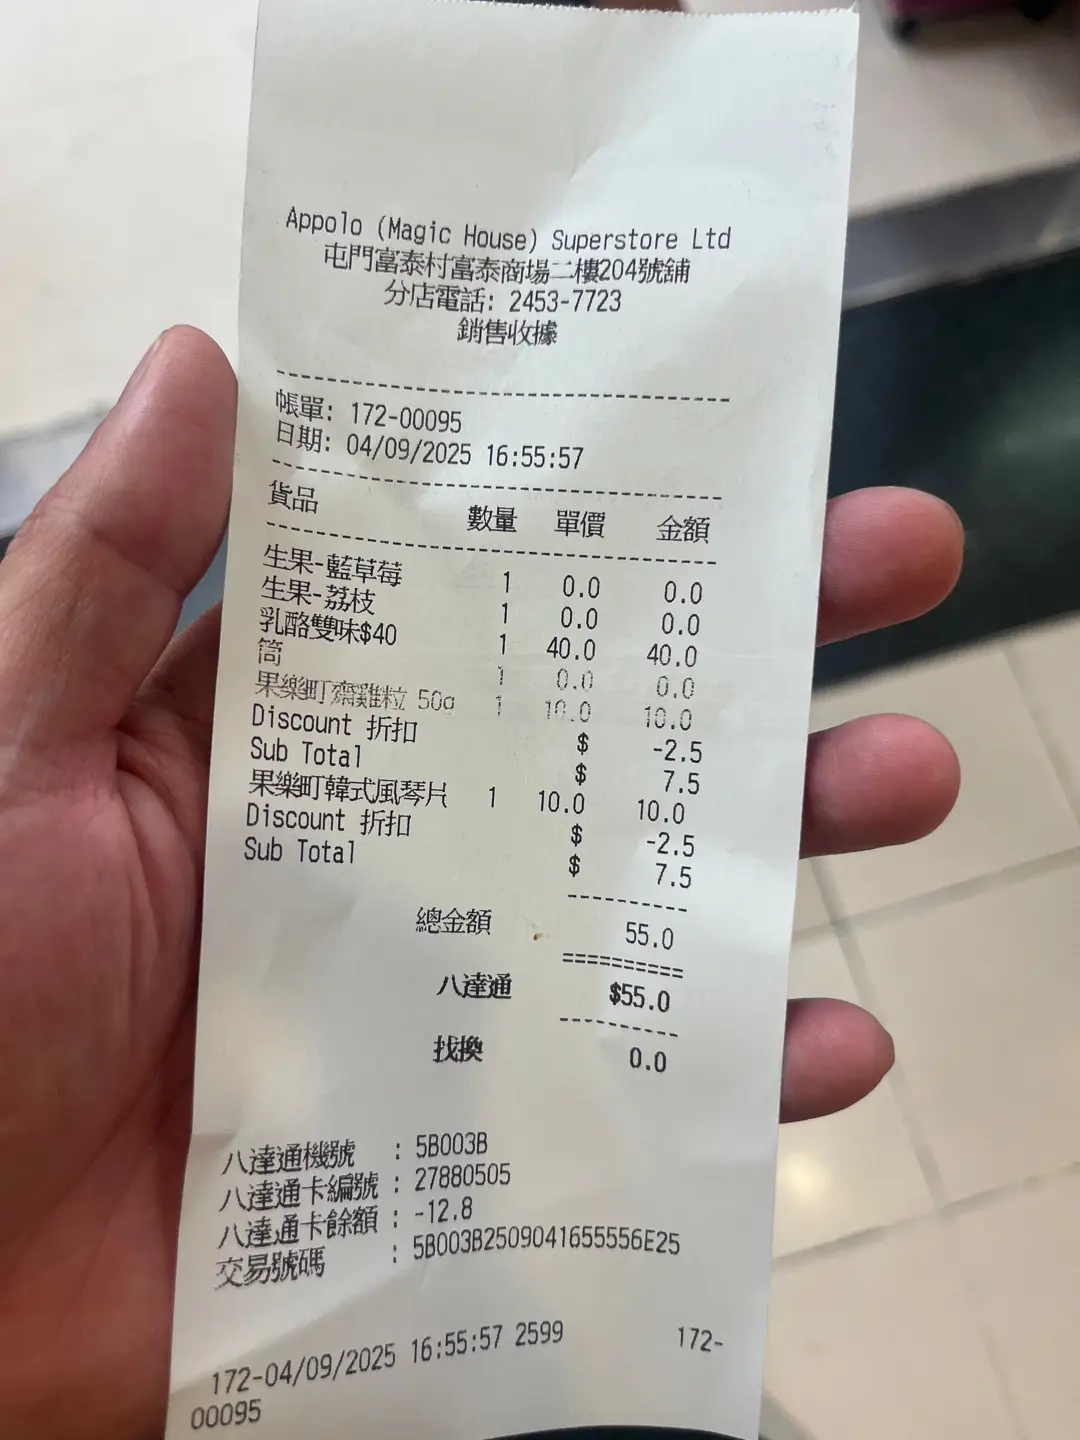 Appolo (Magic House) Superstore Ltd
屯門富泰村富泰商場二樓204號舖
分店電話: 2453-7723
銷售收據
帳單: 172-00095
日期: 04/09/2025 16:55:57
貨品 數量 單價 金額
生果-藍草莓 1 0.0 0.0
生果-荔枝 1 0.0 0.0
乳酪雙味$40 1 40.0 40.0
筒 1 0.0 0.0
果樂町齋雞粒 50g 1 10.0 10.0
Discount 折扣 $ -2.5
Sub Total $ 7.5
果樂町韓式風琴片 1 10.0 10.0
Discount 折扣 $ -2.5
Sub Total $ 7.5
總金額 55.0
==========
八達通 $55.0
找換 0.0
八達通機號 : 5B003B
八達通卡編號 : 27880505
八達通卡餘額 : -12.8
交易號碼 : 5B003B2509041655556E25
172-04/09/2025 16:55:57 2599 172-
00095